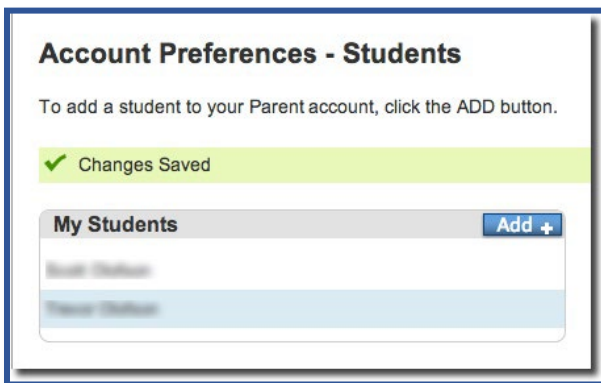 Account Preferences - Students
To add a student to your Parent account, click the ADD button.
Changes Saved
My Students
Add +